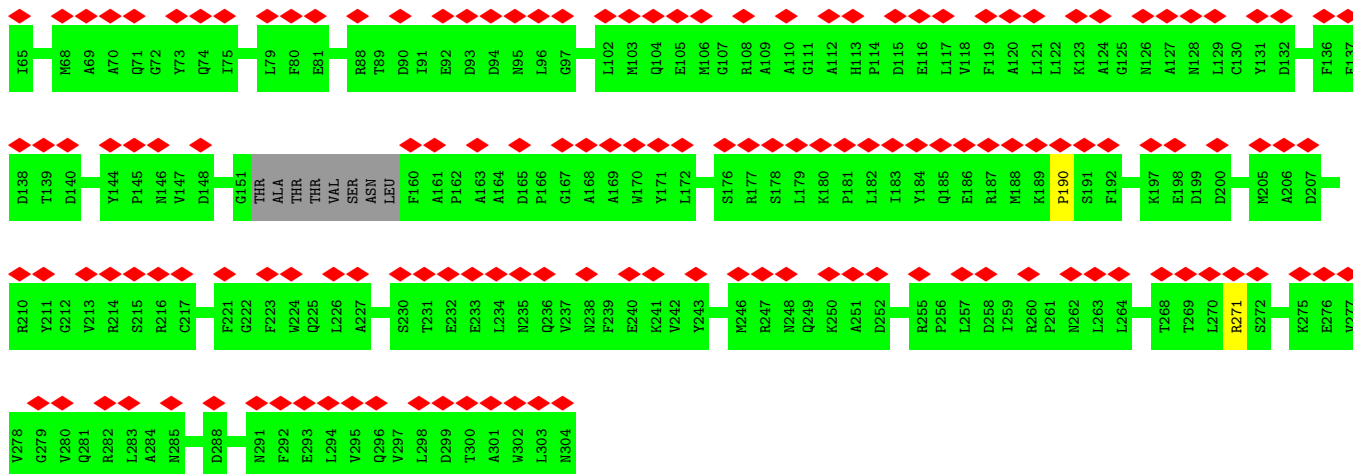 I65 M68 A69 A70 Q71 G72 Y73 Q74 I75 L79 F80 E81 R88 T89 D90 I91 E92 D93 D94 N95 L96 G97 L102 M103 Q104 E105 M106 G107 R108 A109 A110 G111 A112 H113 P114 D115 E116 L117 V118 F119 A120 L121 L122 K123 A124 G125 N126 A127 N128 L129 C130 Y131 D132 F136 F137
D138 T139 D140 Y144 P145 N146 V147 D148 G151 THR ALA THR THR VAL SER ASN LEU F160 A161 P162 A163 A164 D165 P166 G167 A168 A169 W170 Y171 L172 S176 R177 S178 L179 K180 P181 L182 I183 Y184 Q185 E186 R187 M188 K189 P190 S191 F192 K197 E198 D199 D200 M205 A206 D207
R210 Y211 G212 V213 R214 S215 R216 C217 F221 G222 F223 W224 Q225 L226 A227 S230 T231 E232 E233 L234 N235 Q236 V237 N238 F239 E240 K241 V242 Y243 M246 R247 N248 Q249 K250 A251 D252 R255 P256 L257 D258 I259 R260 P261 N262 L263 L264 T268 T269 L270 R271 S272 K275 E276 V277
V278 G279 V280 Q281 R282 L283 A284 N285 D288 N291 F292 E293 L294 V295 Q296 V297 L298 D299 T300 A301 W302 L303 N304